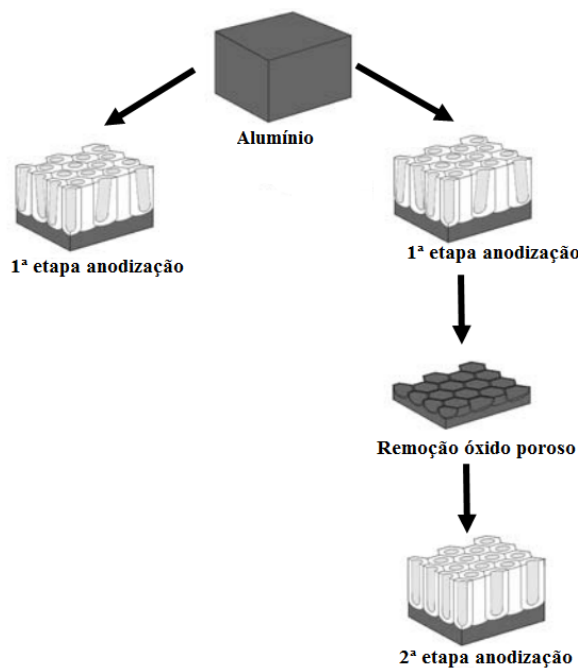 Alumínio
1ª etapa anodização
1ª etapa anodização
Remoção óxido poroso
2ª etapa anodização